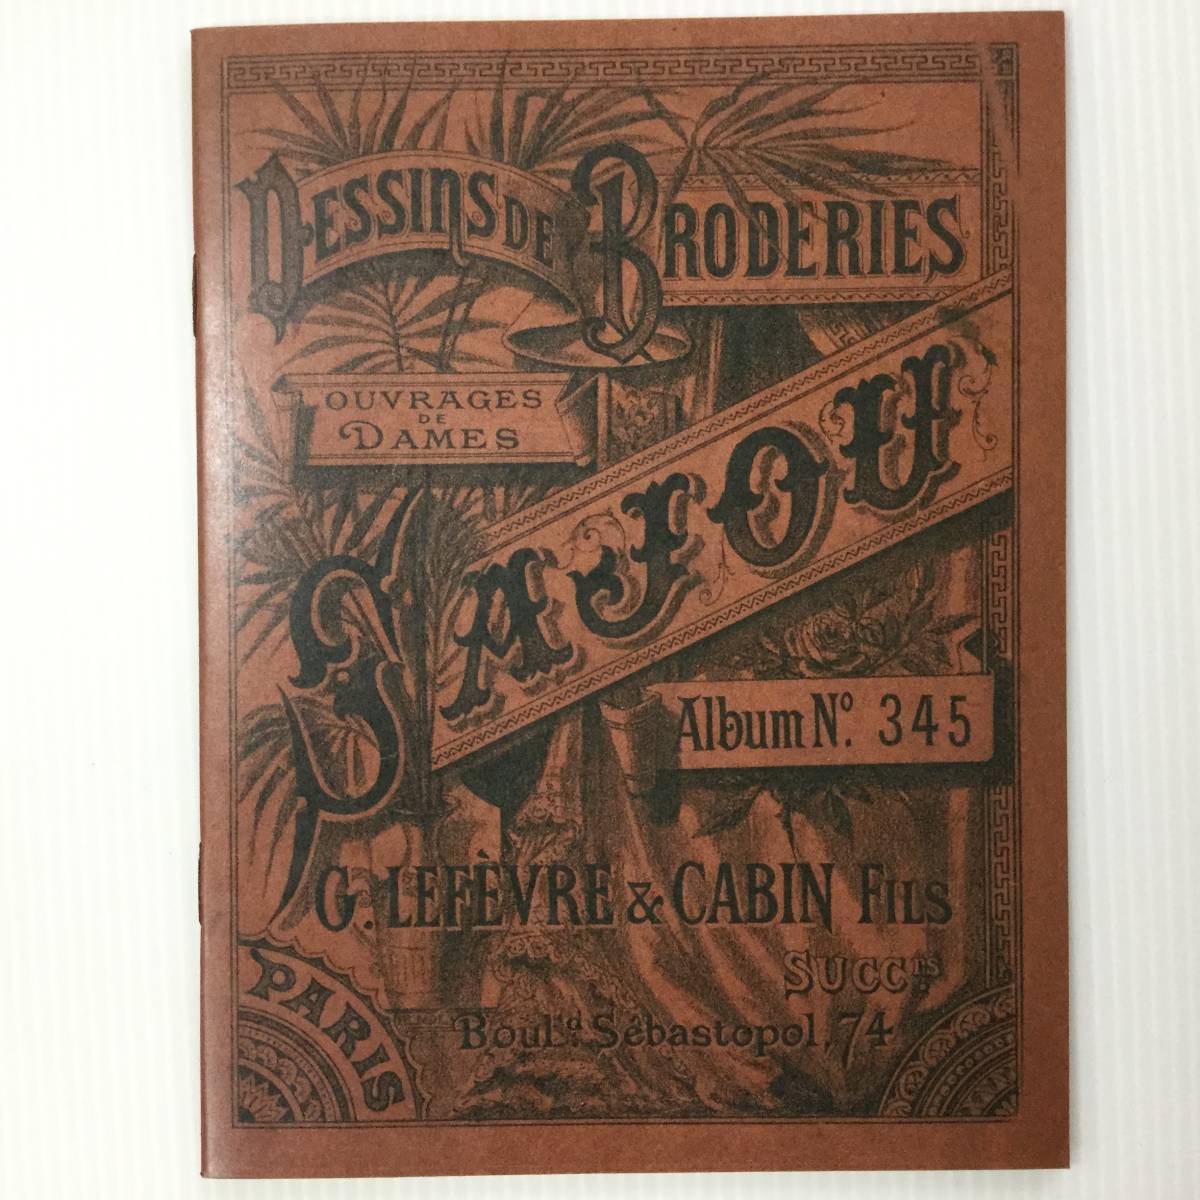 DESSINS DE BRODERIES
OUVRAGES
DE
DAMES
SAJOU
Album No. 345
G. LEFÈVRE & CABIN FILS
SUCCrs.
Bould. Sébastopol, 74
PARIS